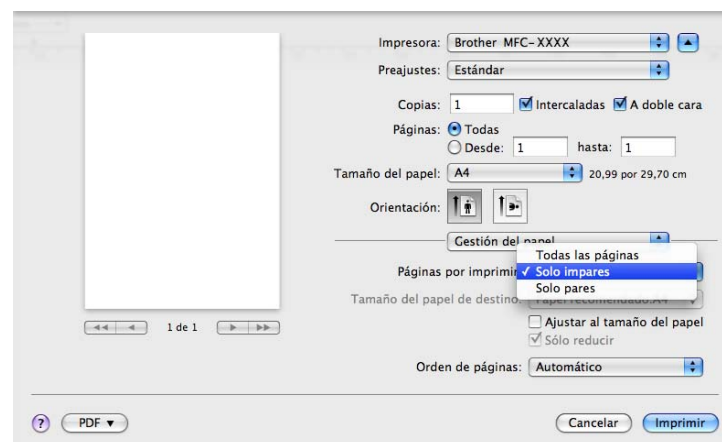 Impresora: Brother MFC-XXXX
Preajustes: Estándar
Copias: 1 Intercaladas A doble cara
Páginas: Todas
Desde: 1 hasta: 1
Tamaño del papel: A4 20,99 por 29,70 cm
Orientación:
Gestión del papel
Todas las páginas
Páginas por imprimir ✓ Solo impares
Solo pares
Tamaño del papel de destino: Papel recomendado:A4
Ajustar al tamaño del papel
1 de 1
Sólo reducir
Orden de páginas: Automático
? PDF ▼ Cancelar Imprimir